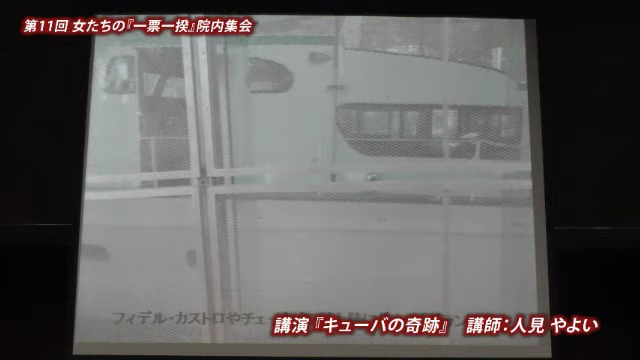 第11回 女たちの『一票一揆』院内集会
フィデル・カストロやチェ
講演『キューバの奇跡』 講師：人見 やよい